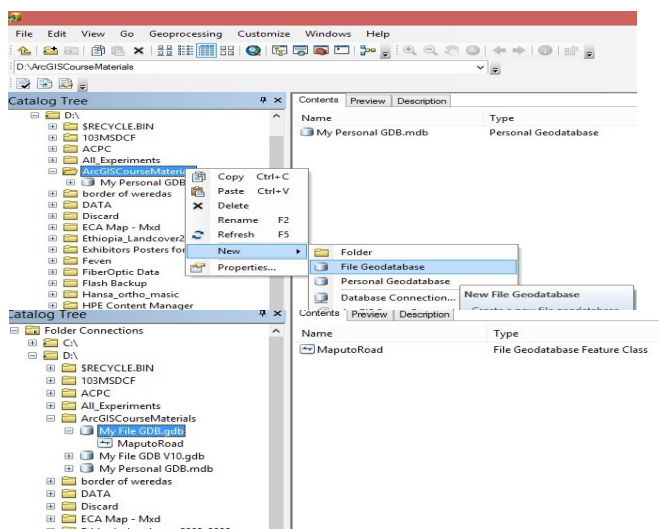 File Edit View Go Geoprocessing Customize Windows Help
D:\ArcGISCourseMaterials
Catalog Tree
D:\
$RECYCLE.BIN
103MSDCF
ACPC
All_Experiments
ArcGISCourseMateria
My Personal GDB
border of weredas
DATA
Discard
ECA Map - Mxd
Ethiopia_Landcover2
Exhibitors Posters for
Feven
FiberOptic Data
Flash Backup
Hansa_ortho_masic
HPE Content Manager
Copy Ctrl+C
Paste Ctrl+V
Delete
Rename F2
Refresh F5
New
Properties...
Folder
File Geodatabase
Personal Geodatabase
Database Connection...
New File Geodatabase
Contents Preview Description
Name Type
My Personal GDB.mdb Personal Geodatabase
Catalog Tree
Folder Connections
C:\
D:\
$RECYCLE.BIN
103MSDCF
ACPC
All_Experiments
ArcGISCourseMaterials
My File GDB.gdb
MaputoRoad
My File GDB V10.gdb
My Personal GDB.mdb
border of weredas
DATA
Discard
ECA Map - Mxd
Contents Preview Description
Name Type
MaputoRoad File Geodatabase Feature Class